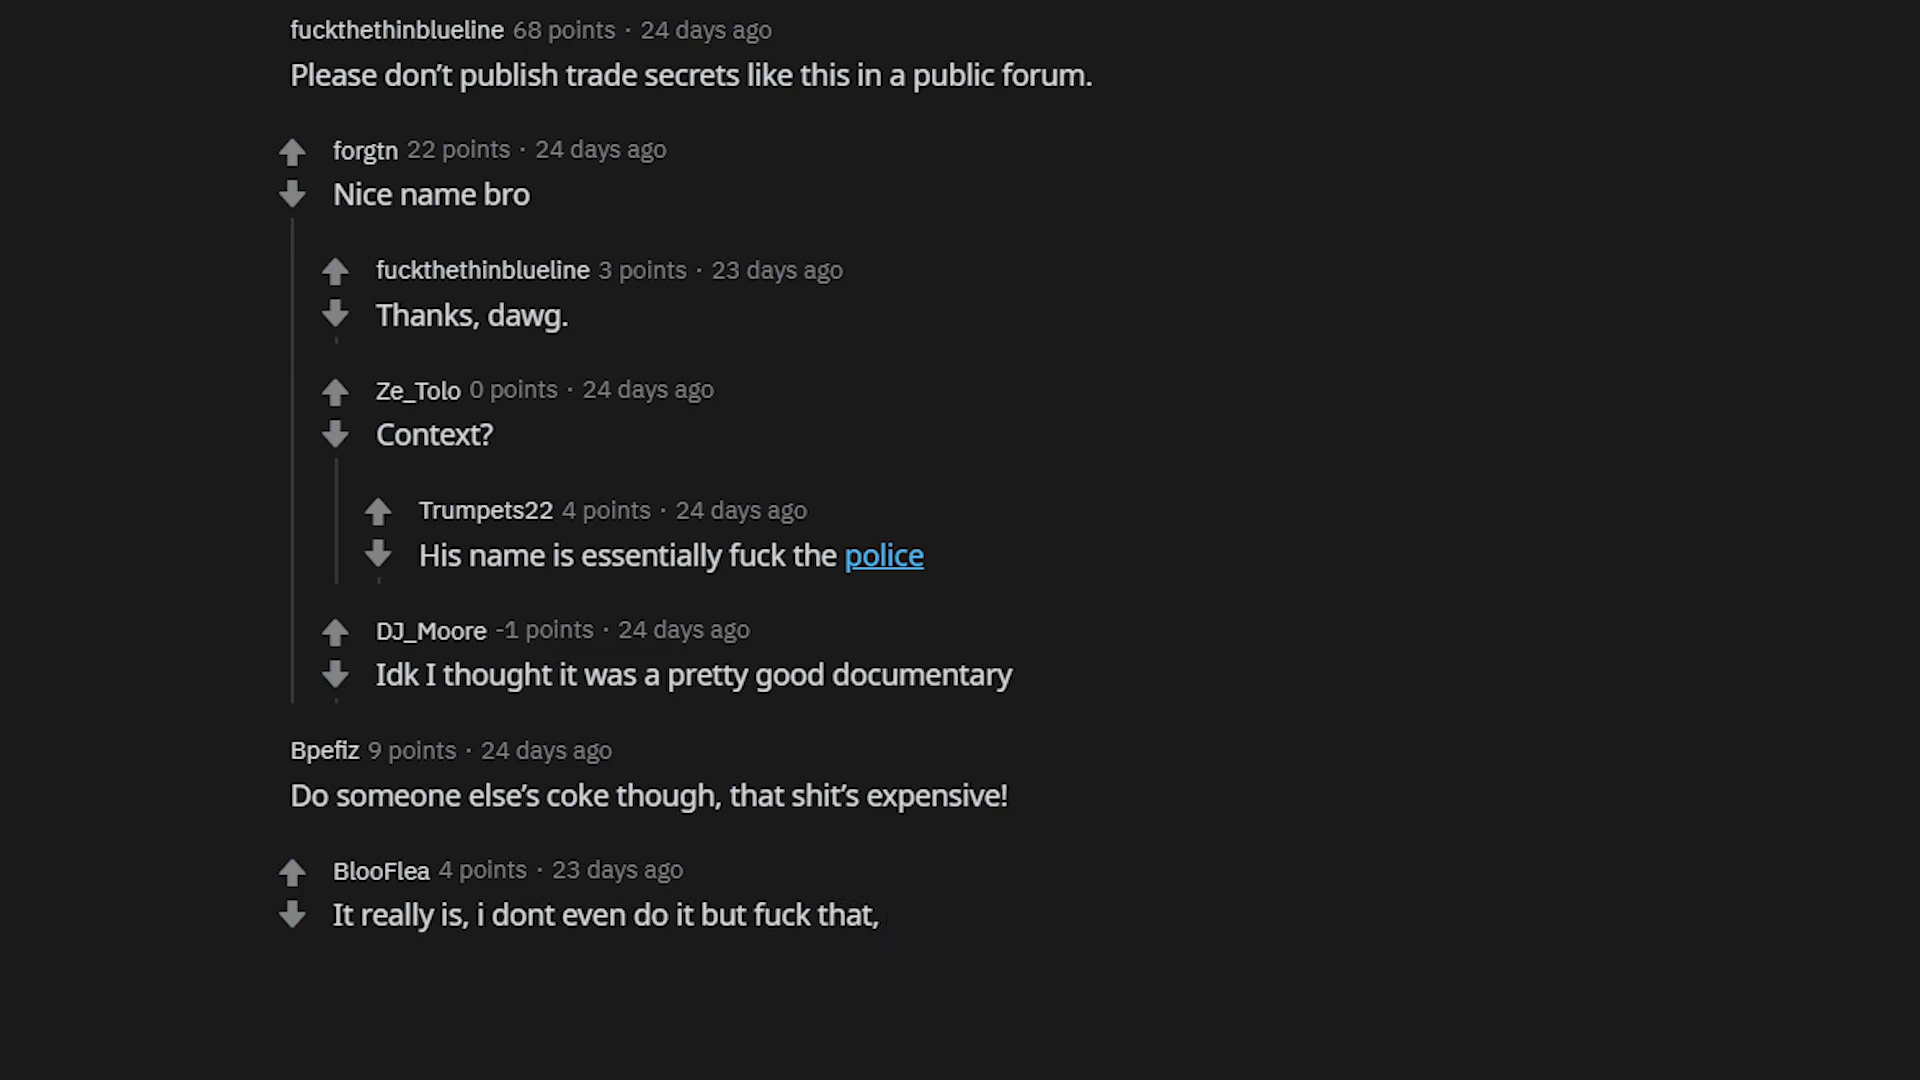 fuckthethinblueline 68 points · 24 days ago
Please don’t publish trade secrets like this in a public forum.
forgtn 22 points · 24 days ago
Nice name bro
fuckthethinblueline 3 points · 23 days ago
Thanks, dawg.
Ze_Tolo 0 points · 24 days ago
Context?
Trumpets22 4 points · 24 days ago
His name is essentially fuck the police
DJ_Moore -1 points · 24 days ago
Idk I thought it was a pretty good documentary
Bpefiz 9 points · 24 days ago
Do someone else’s coke though, that shit’s expensive!
BlooFlea 4 points · 23 days ago
It really is, i dont even do it but fuck that,